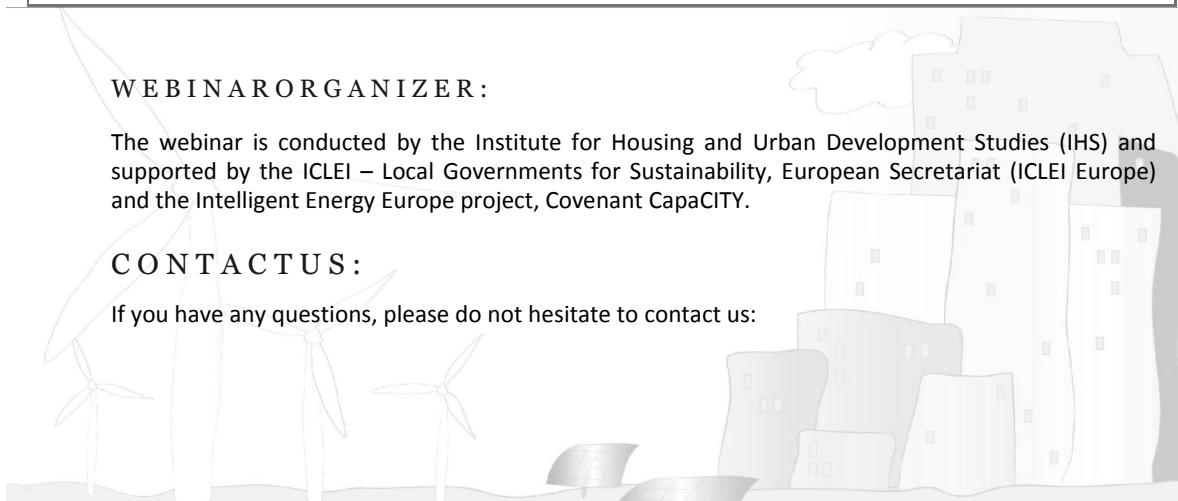 WEBINARORGANIZER:
The webinar is conducted by the Institute for Housing and Urban Development Studies (IHS) and
supported by the ICLEI – Local Governments for Sustainability, European Secretariat (ICLEI Europe)
and the Intelligent Energy Europe project, Covenant CapaCITY.
CONTACTUS:
If you have any questions, please do not hesitate to contact us: